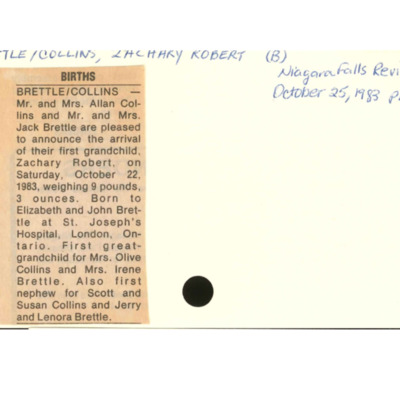 TTLE/COLLINS, ZACHARY ROBERT (B)
Niagara Falls Revi
October 25, 1983 P.
BIRTHS
BRETTLE/COLLINS —
Mr. and Mrs. Allan Col-
lins and Mr. and Mrs.
Jack Brettle are pleased
to announce the arrival
of their first grandchild,
Zachary Robert, on
Saturday, October 22,
1983, weighing 9 pounds,
3 ounces. Born to
Elizabeth and John Bret-
tle at St. Joseph's
Hospital, London, On-
tario. First great-
grandchild for Mrs. Olive
Collins and Mrs. Irene
Brettle. Also first
nephew for Scott and
Susan Collins and Jerry
and Lenora Brettle.